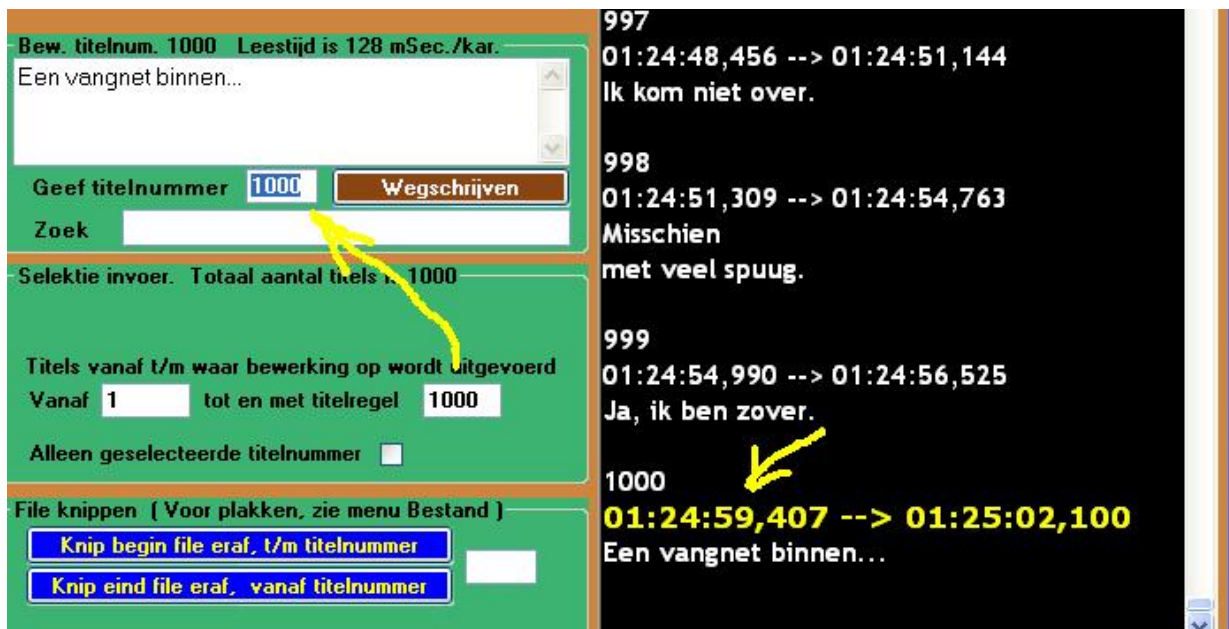 Bew. titelnum. 1000 Leestijd is 128 mSec./kar.
Een vangnet binnen...
Geef titelnummer 1000 Wegschrijven
Zoek
Selektie invoer. Totaal aantal titels is 1000
Titels vanaf t/m waar bewerking op wordt uitgevoerd
Vanaf 1 tot en met titelregel 1000
Alleen geselecteerde titelnummer
File knippen ( Voor plakken, zie menu Bestand )
Knip begin file eraf, t/m titelnummer
Knip eind file eraf, vanaf titelnummer
997
01:24:48,456 --> 01:24:51,144
Ik kom niet over.
998
01:24:51,309 --> 01:24:54,763
Misschien
met veel spuug.
999
01:24:54,990 --> 01:24:56,525
Ja, ik ben zover.
1000
01:24:59,407 --> 01:25:02,100
Een vangnet binnen...